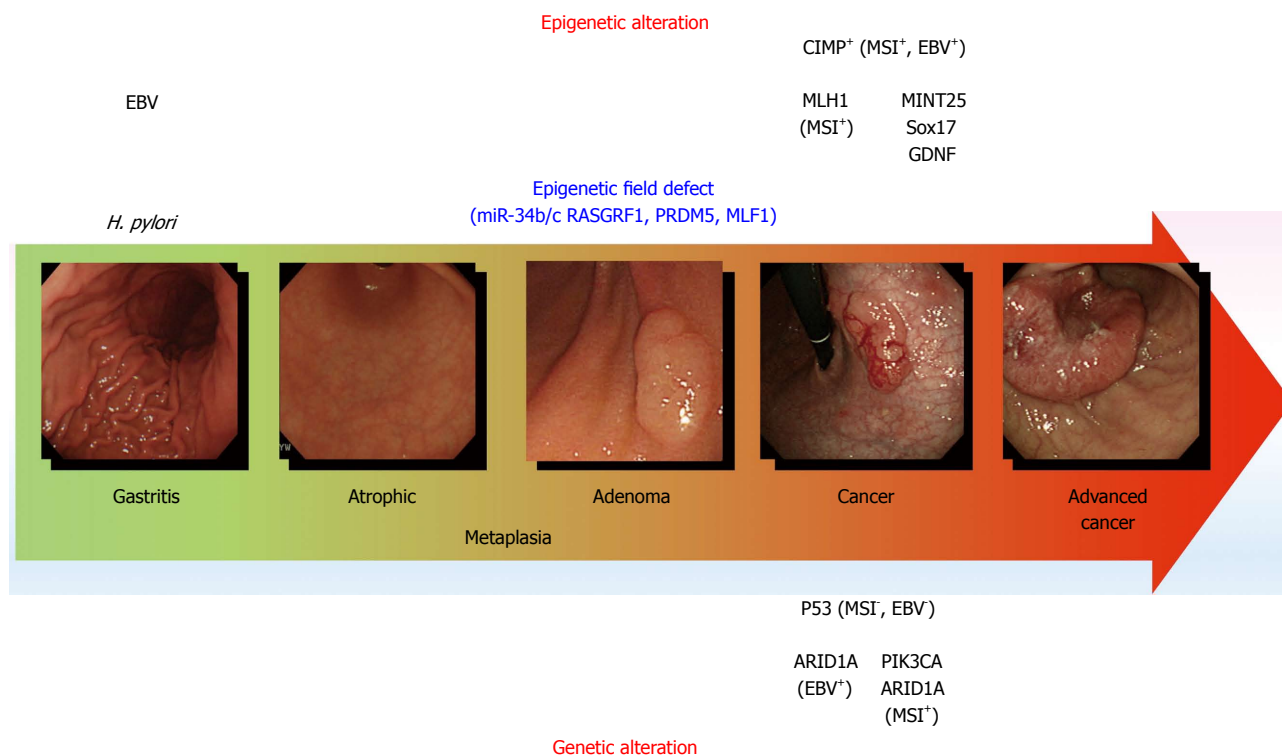 Epigenetic alteration
CIMP⁺ (MSI⁺, EBV⁺)
EBV
MLH1
(MSI⁺)
MINT25
Sox17
GDNF
Epigenetic field defect
(miR-34b/c RASGRF1, PRDM5, MLF1)
H. pylori
YW
Gastritis
Atrophic
Adenoma
Cancer
Advanced
cancer
Metaplasia
P53 (MSI⁻, EBV⁻)
ARID1A
(EBV⁺)
PIK3CA
ARID1A
(MSI⁺)
Genetic alteration